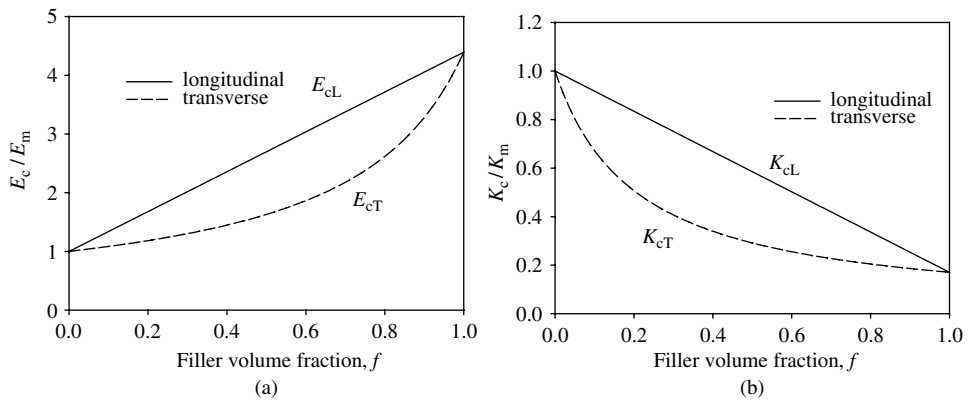 5
4
3
2
1
0
E_c / E_m
longitudinal
transverse
E_cL
E_cT
0.0 0.2 0.4 0.6 0.8 1.0
Filler volume fraction, f
(a)
1.2
1.0
0.8
0.6
0.4
0.2
0.0
K_c / K_m
longitudinal
transverse
K_cL
K_cT
0.0 0.2 0.4 0.6 0.8 1.0
Filler volume fraction, f
(b)